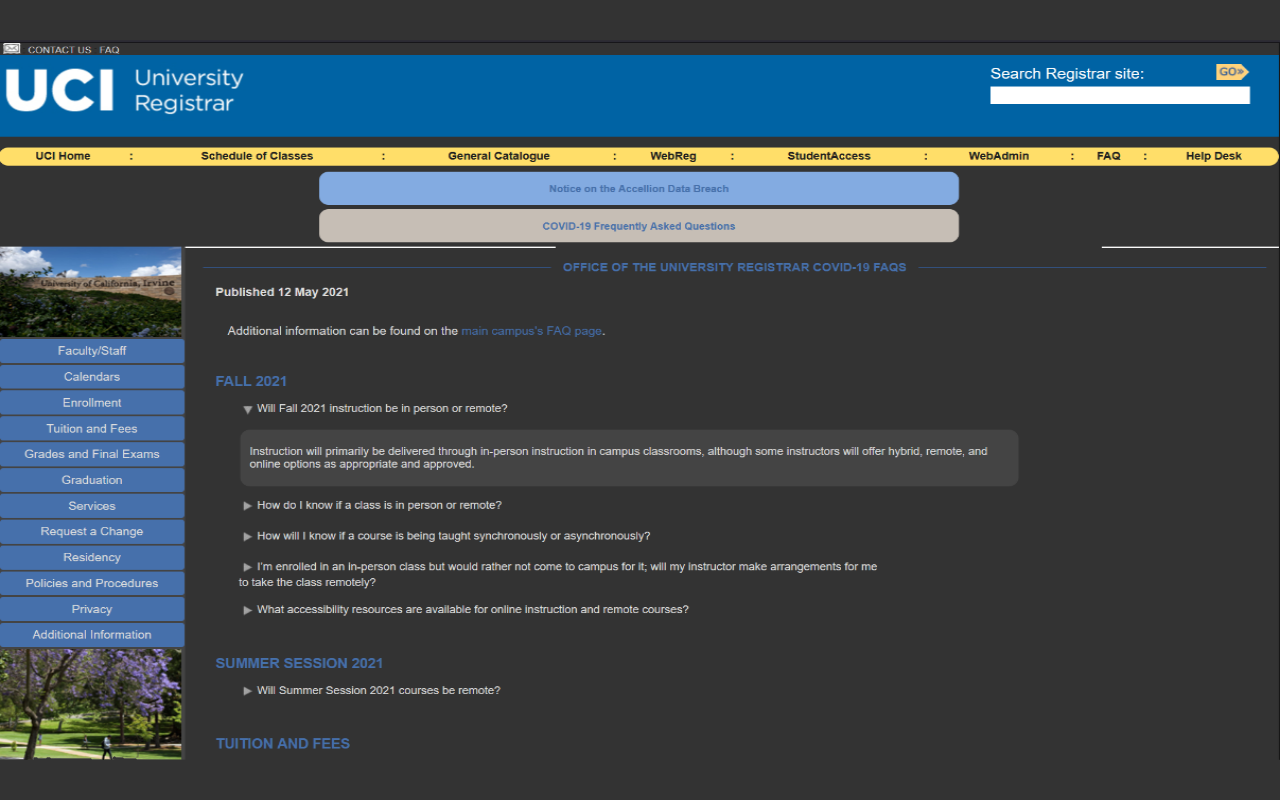 CONTACT US FAQ
UCI University
Registrar
Search Registrar site: GO»
UCI Home : Schedule of Classes : General Catalogue : WebReg : StudentAccess : WebAdmin : FAQ : Help Desk
Notice on the Accellion Data Breach
COVID-19 Frequently Asked Questions
University of California, Irvine
Faculty/Staff
Calendars
Enrollment
Tuition and Fees
Grades and Final Exams
Graduation
Services
Request a Change
Residency
Policies and Procedures
Privacy
Additional Information
OFFICE OF THE UNIVERSITY REGISTRAR COVID-19 FAQS
Published 12 May 2021
Additional information can be found on the main campus's FAQ page.
FALL 2021
Will Fall 2021 instruction be in person or remote?
Instruction will primarily be delivered through in-person instruction in campus classrooms, although some instructors will offer hybrid, remote, and
online options as appropriate and approved.
How do I know if a class is in person or remote?
How will I know if a course is being taught synchronously or asynchronously?
I'm enrolled in an in-person class but would rather not come to campus for it; will my instructor make arrangements for me
to take the class remotely?
What accessibility resources are available for online instruction and remote courses?
SUMMER SESSION 2021
Will Summer Session 2021 courses be remote?
TUITION AND FEES